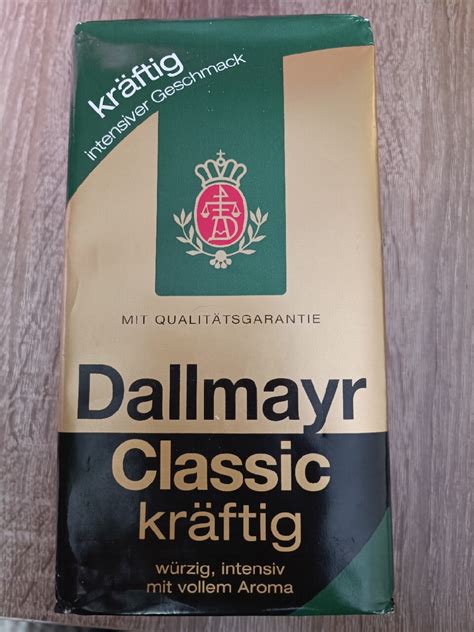 kräftig
intensiver Geschmack
MIT QUALITÄTSGARANTIE
Dallmayr
Classic
kräftig
würzig, intensiv
mit vollem Aroma